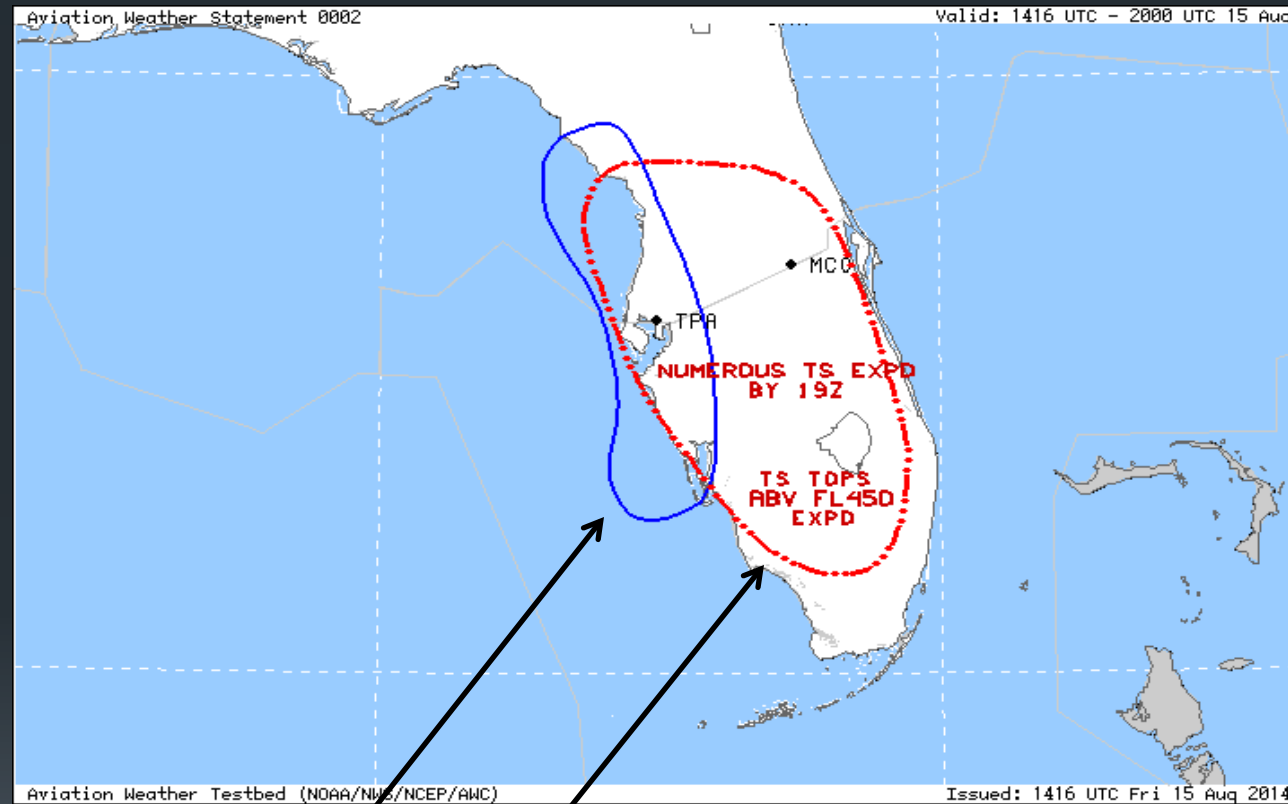 Aviation Weather Statement 0002
Valid: 1416 UTC - 2000 UTC 15 Aug
MCO
TPA
NUMEROUS TS EXPD
BY 19Z
TS TOPS
ABV FL450
EXPD
Aviation Weather Testbed (NOAA/NWS/NCEP/AWC)
Issued: 1416 UTC Fri 15 Aug 2014